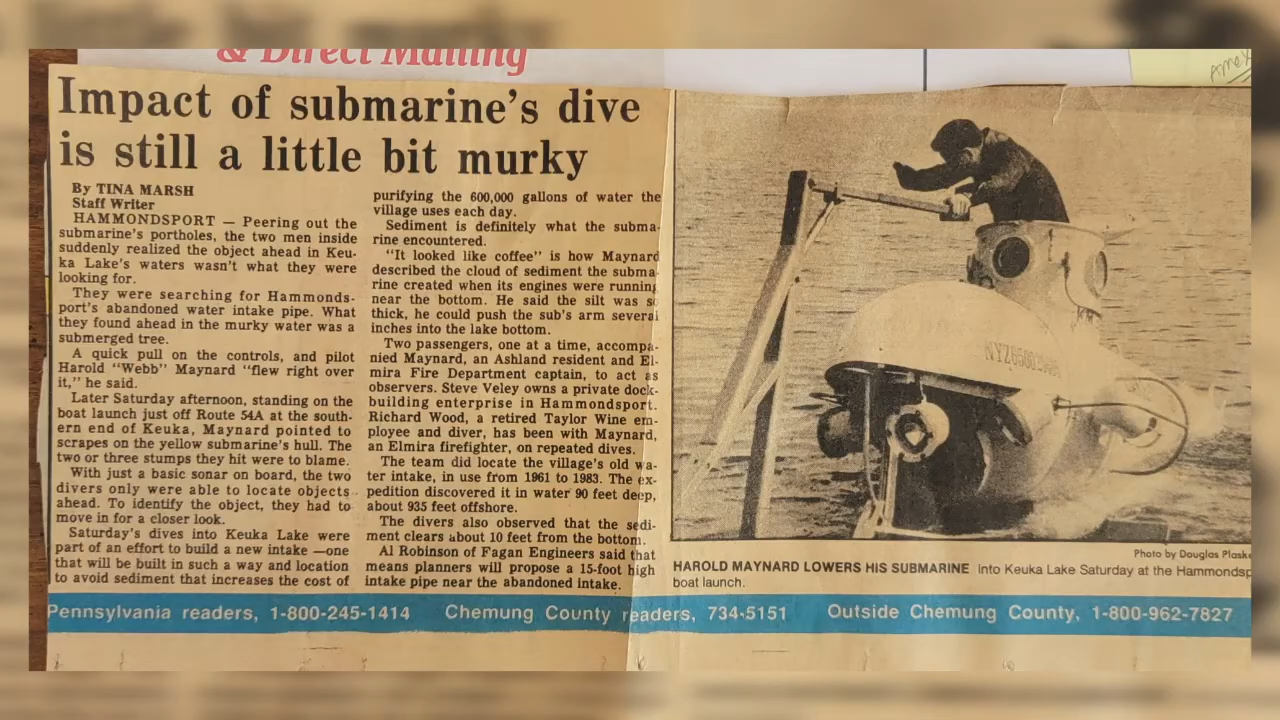 & Direct Mailing
Amex
Impact of submarine's dive
is still a little bit murky
By TINA MARSH
Staff Writer
HAMMONDSPORT — Peering out the
submarine's portholes, the two men inside
suddenly realized the object ahead in Keu-
ka Lake's waters wasn't what they were
looking for.
They were searching for Hammonds-
port's abandoned water intake pipe. What
they found ahead in the murky water was a
submerged tree.
A quick pull on the controls, and pilot
Harold "Webb" Maynard "flew right over
it," he said.
Later Saturday afternoon, standing on the
boat launch just off Route 54A at the south-
ern end of Keuka, Maynard pointed to
scrapes on the yellow submarine's hull. The
two or three stumps they hit were to blame.
With just a basic sonar on board, the two
divers only were able to locate objects
ahead. To identify the object, they had to
move in for a closer look.
Saturday's dives into Keuka Lake were
part of an effort to build a new intake —one
that will be built in such a way and location
to avoid sediment that increases the cost of
purifying the 600,000 gallons of water the
village uses each day.
Sediment is definitely what the subma-
rine encountered.
"It looked like coffee" is how Maynard
described the cloud of sediment the subma-
rine created when its engines were running
near the bottom. He said the silt was so
thick, he could push the sub's arm several
inches into the lake bottom.
Two passengers, one at a time, accompa-
nied Maynard, an Ashland resident and El-
mira Fire Department captain, to act as
observers. Steve Veley owns a private dock-
building enterprise in Hammondsport.
Richard Wood, a retired Taylor Wine em-
ployee and diver, has been with Maynard,
an Elmira firefighter, on repeated dives.
The team did locate the village's old wa-
ter intake, in use from 1961 to 1983. The ex-
pedition discovered it in water 90 feet deep,
about 935 feet offshore.
The divers also observed that the sedi-
ment clears about 10 feet from the bottom.
Al Robinson of Fagan Engineers said that
means planners will propose a 15-foot high
intake pipe near the abandoned intake.
Photo by Douglas Plaske
HAROLD MAYNARD LOWERS HIS SUBMARINE into Keuka Lake Saturday at the Hammondsp
boat launch.
Pennsylvania readers, 1-800-245-1414 Chemung County readers, 734-5151 Outside Chemung County, 1-800-962-7827